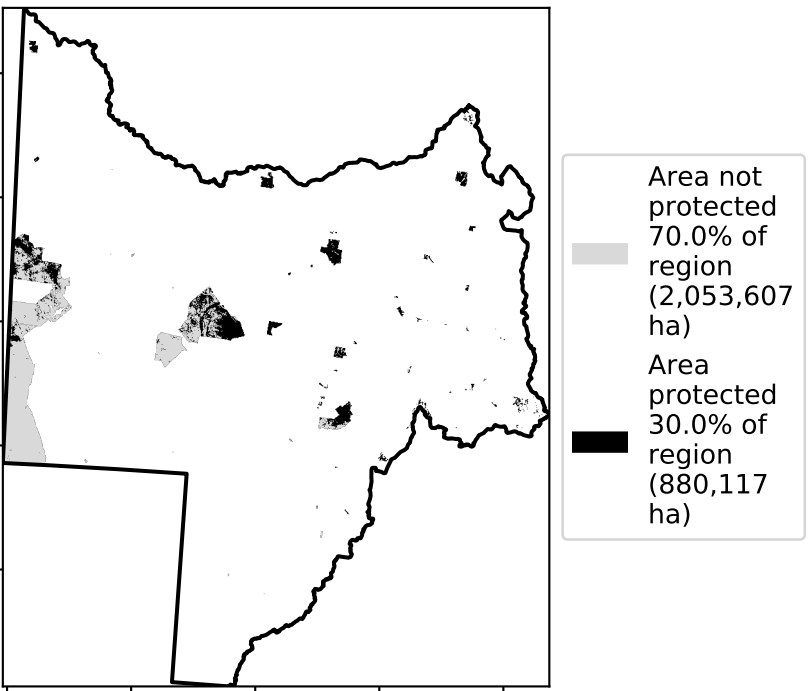 Area not
protected
70.0% of
region
(2,053,607
ha)
Area
protected
30.0% of
region
(880,117
ha)